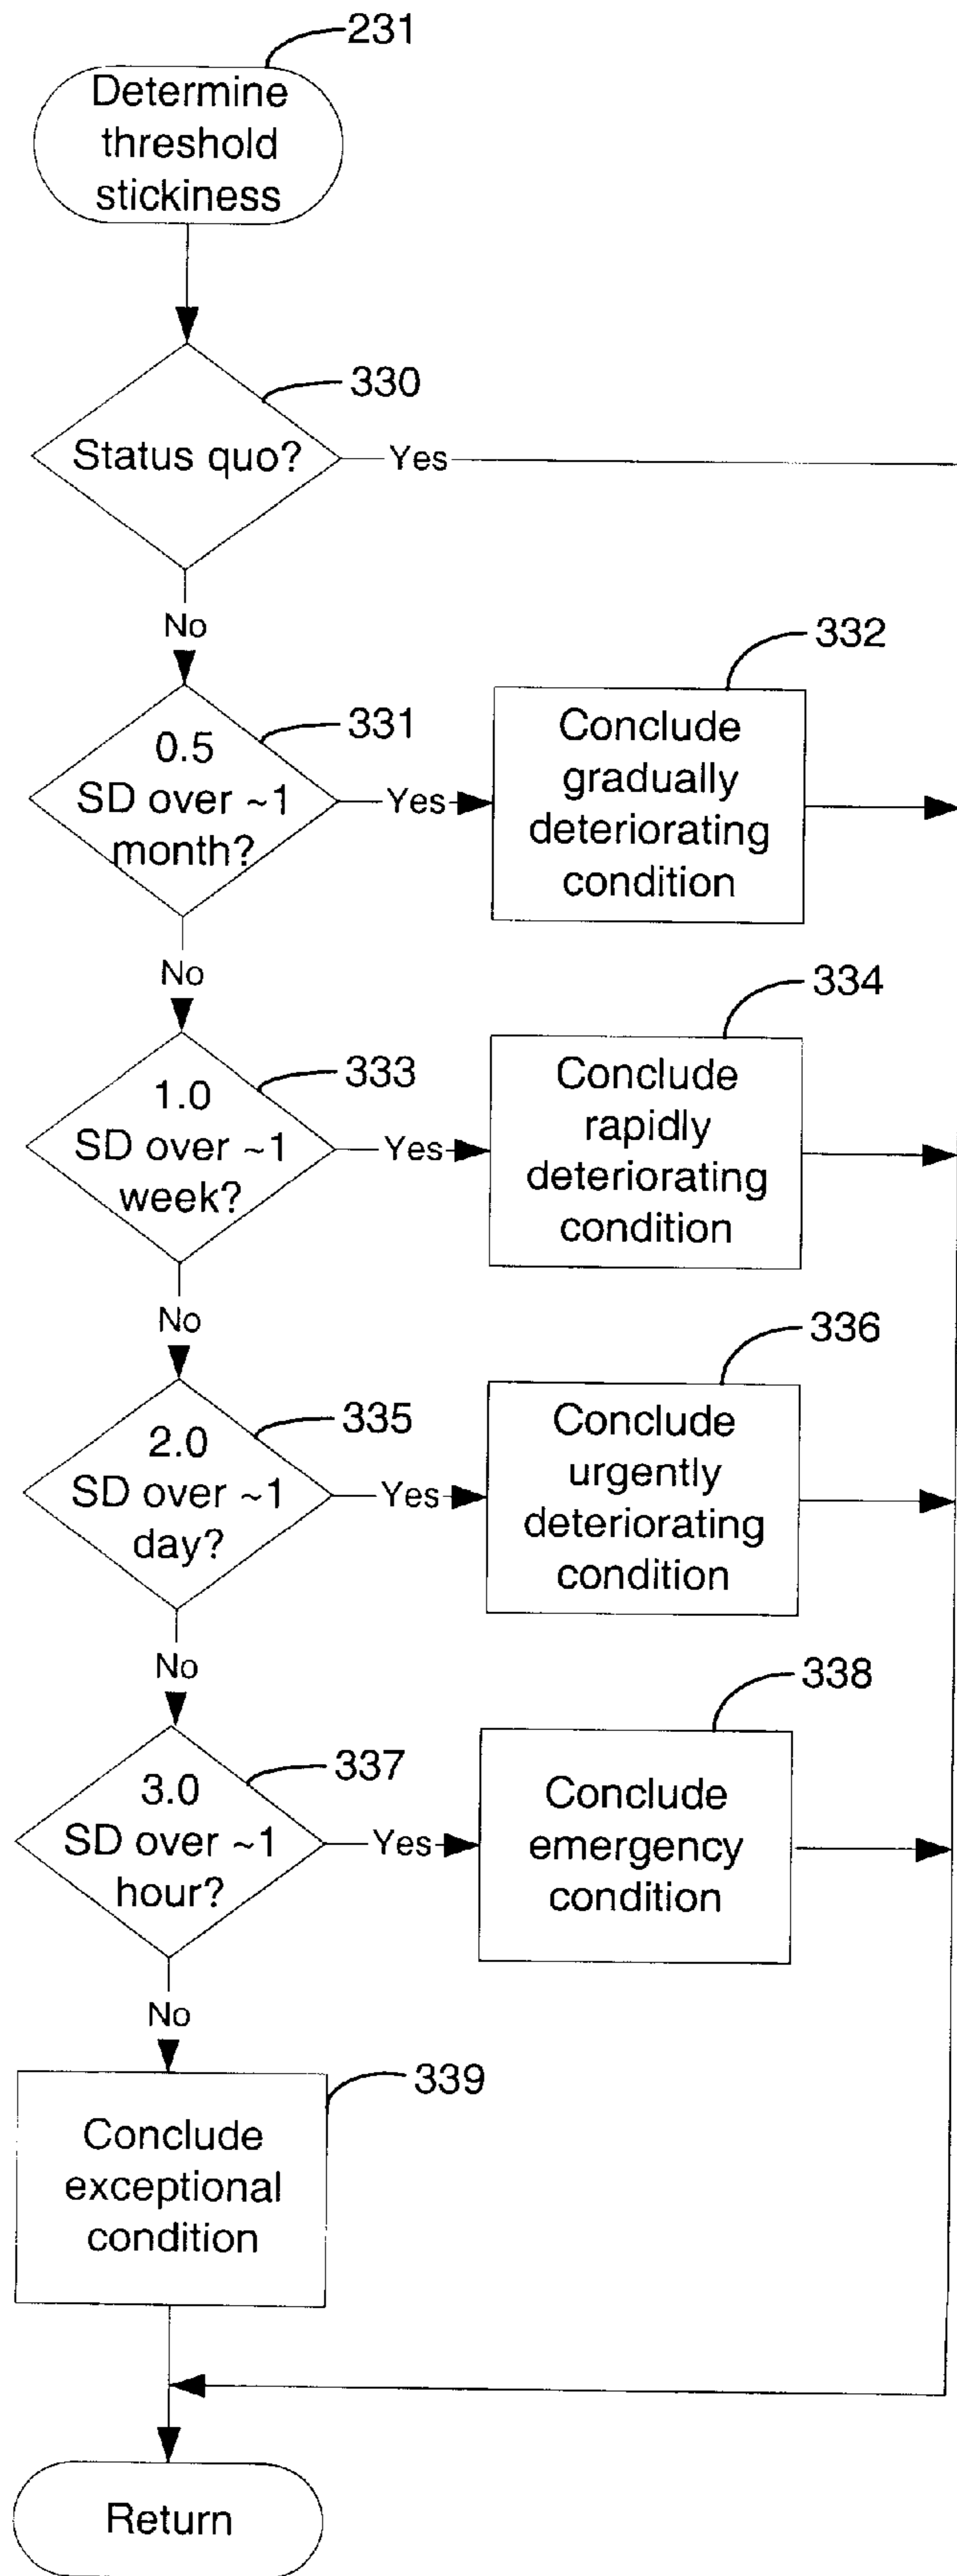 231
Determine
threshold
stickiness
330
Status quo?
Yes
No
332
331
0.5
SD over ~1
month?
Yes
Conclude
gradually
deteriorating
condition
No
334
333
1.0
SD over ~1
week?
Yes
Conclude
rapidly
deteriorating
condition
No
336
335
2.0
SD over ~1
day?
Yes
Conclude
urgently
deteriorating
condition
No
338
337
3.0
SD over ~1
hour?
Yes
Conclude
emergency
condition
No
339
Conclude
exceptional
condition
Return